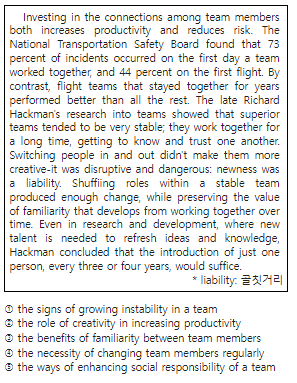 Investing in the connections among team members
both increases productivity and reduces risk. The
National Transportation Safety Board found that 73
percent of incidents occurred on the first day a team
worked together, and 44 percent on the first flight. By
contrast, flight teams that stayed together for years
performed better than all the rest. The late Richard
Hackman's research into teams showed that superior
teams tended to be very stable; they work together for
a long time, getting to know and trust one another.
Switching people in and out didn't make them more
creative-it was disruptive and dangerous: newness was
a liability. Shuffiing roles within a stable team
produced enough change, while preserving the value
of familiarity that develops from working together over
time. Even in research and development, where new
talent is needed to refresh ideas and knowledge,
Hackman concluded that the introduction of just one
person, every three or four years, would suffice.
* liability: 골칫거리
① the signs of growing instability in a team
② the role of creativity in increasing productivity
③ the benefits of familiarity between team members
④ the necessity of changing team members regularly
⑤ the ways of enhancing social responsibility of a team